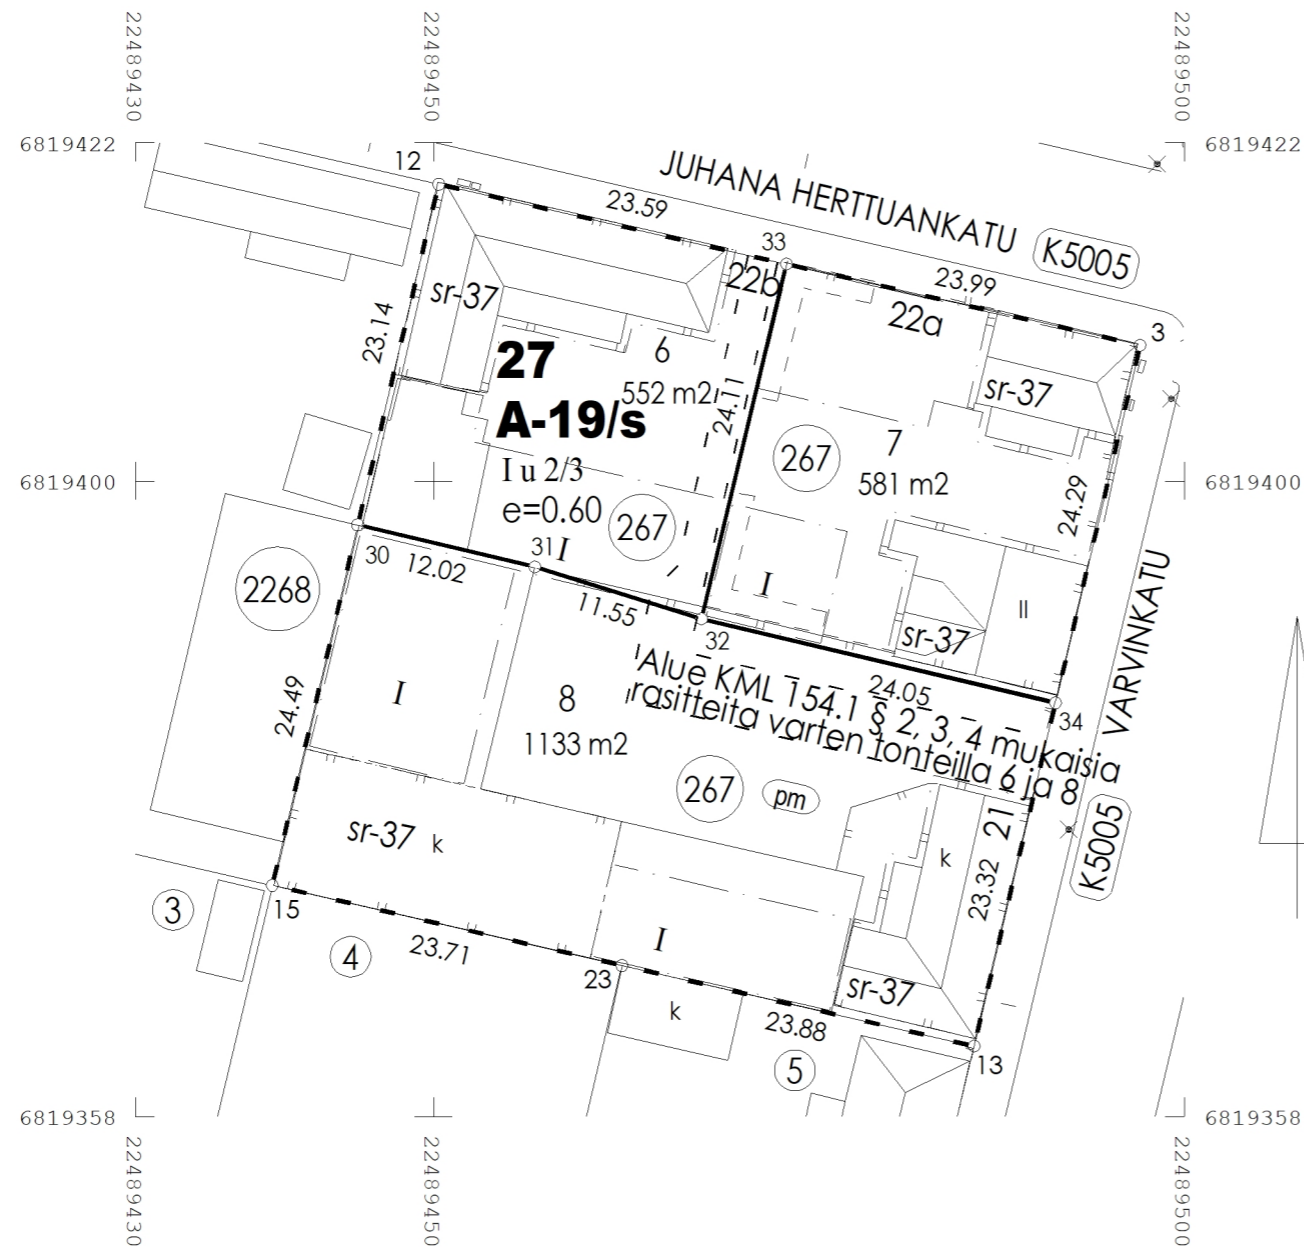 22489430
22489450
22489500
6819422
6819422
12
JUHANA HERTTUANKATU
K5005
23.59
33
23.99
3
22b
22a
sr-37
23.14
27
6
552 m2
A-19/s
24.11
sr-37
7
267
581 m2
I u 2/3
e=0.60
267
24.29
6819400
6819400
30
12.02
31
I
2268
11.55
I
II
sr-37
32
VARVINKATU
24.49
I
8
1133 m2
24.05
34
Alue KML 154.1 § 2, 3, 4 mukaisia
rasitteita varten tonteilla 6 ja 8
267
pm
21
K5005
sr-37
k
k
23.32
3
15
4
23.71
I
23
k
sr-37
23.88
5
13
6819358
6819358
22489430
22489450
22489500